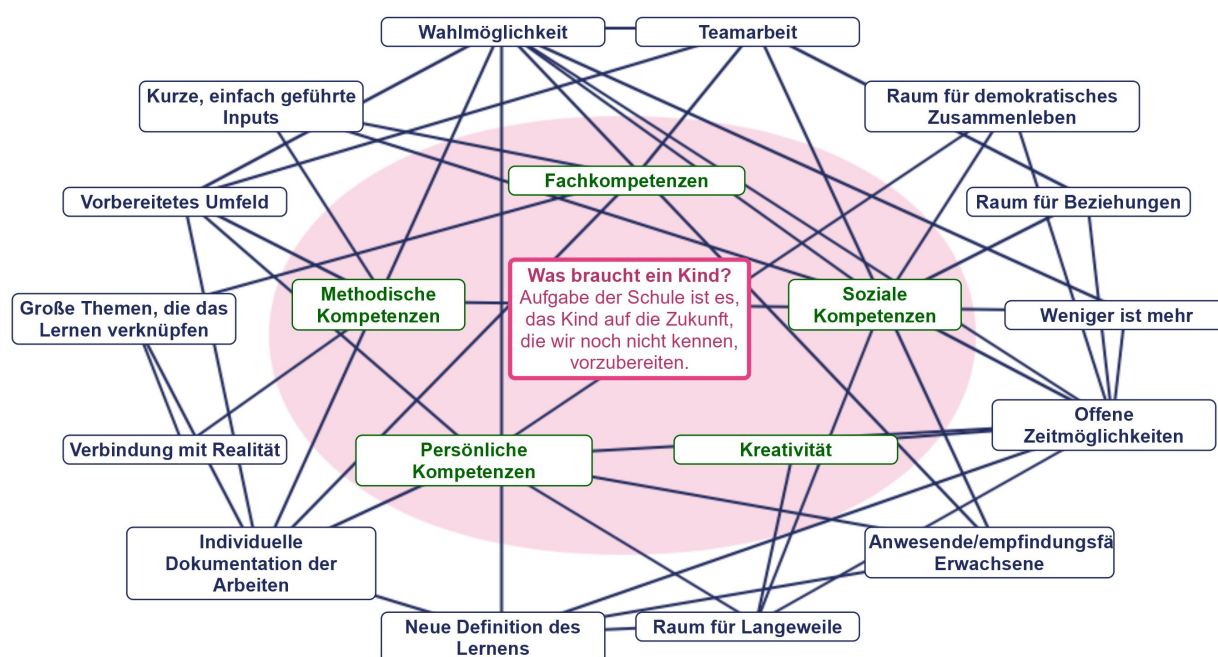 Wahlmöglichkeit
Teamarbeit
Kurze, einfach geführte
Inputs
Raum für demokratisches
Zusammenleben
Fachkompetenzen
Vorbereitetes Umfeld
Raum für Beziehungen
Was braucht ein Kind?
Aufgabe der Schule ist es,
das Kind auf die Zukunft,
die wir noch nicht kennen,
vorzubereiten.
Methodische
Kompetenzen
Soziale
Kompetenzen
Große Themen, die das
Lernen verknüpfen
Weniger ist mehr
Offene
Zeitmöglichkeiten
Verbindung mit Realität
Persönliche
Kompetenzen
Kreativität
Individuelle
Dokumentation der
Arbeiten
Anwesende/empfindungsfä
Erwachsene
Neue Definition des
Lernens
Raum für Langeweile